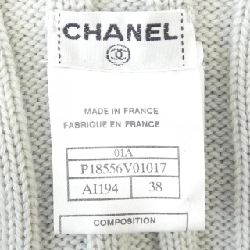 CHANEL
MADE IN FRANCE
FABRIQUE EN FRANCE
01A
P18556V01017
AI194 38
COMPOSITION